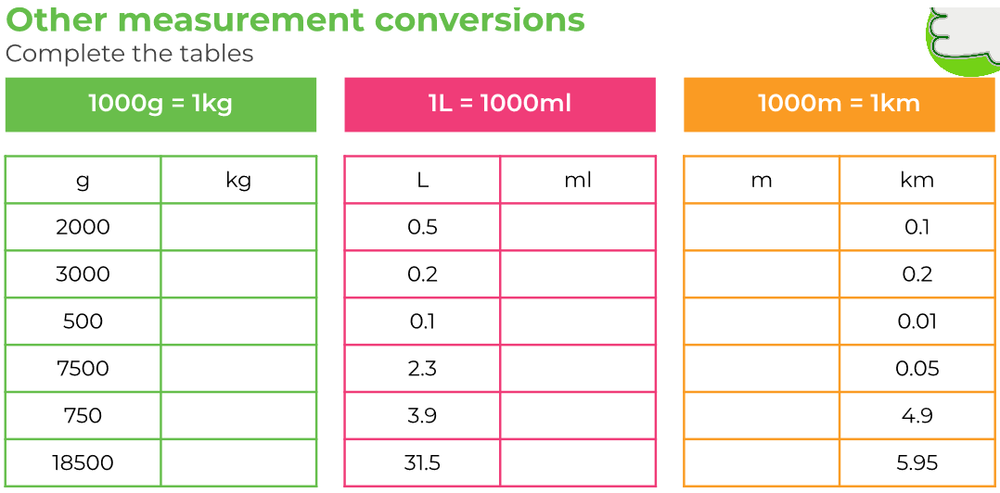 Other measurement conversions
Complete the tables
1000g = 1kg
1L = 1000ml
1000m = 1km
g kg
2000
3000
500
7500
750
18500
L ml
0.5
0.2
0.1
2.3
3.9
31.5
m km
0.1
0.2
0.01
0.05
4.9
5.95